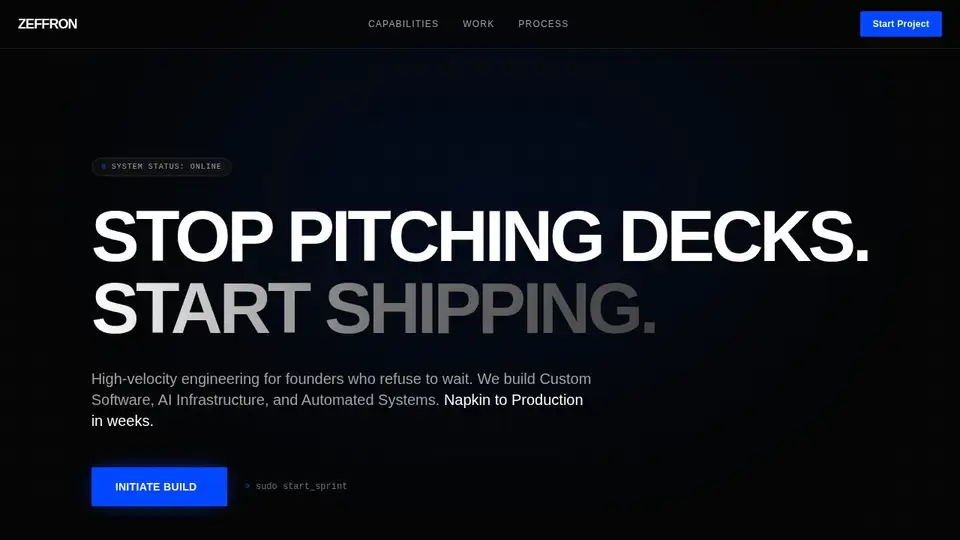 ZEFFRON
CAPABILITIES WORK PROCESS
Start Project
SYSTEM STATUS: ONLINE
STOP PITCHING DECKS.
START SHIPPING.
High-velocity engineering for founders who refuse to wait. We build Custom
Software, AI Infrastructure, and Automated Systems. Napkin to Production
in weeks.
INITIATE BUILD
> sudo start_sprint